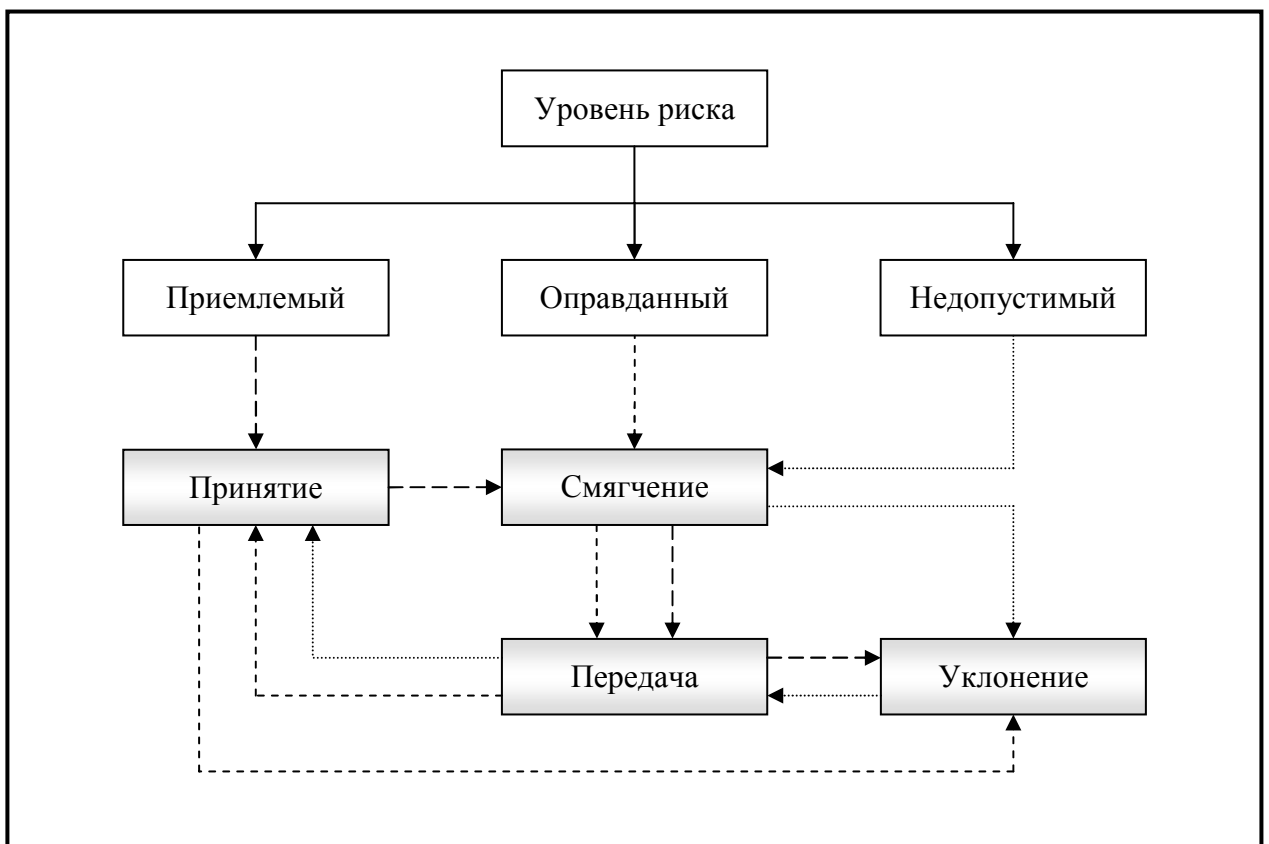 Уровень риска
Приемлемый
Оправданный
Недопустимый
Принятие
Смягчение
Передача
Уклонение